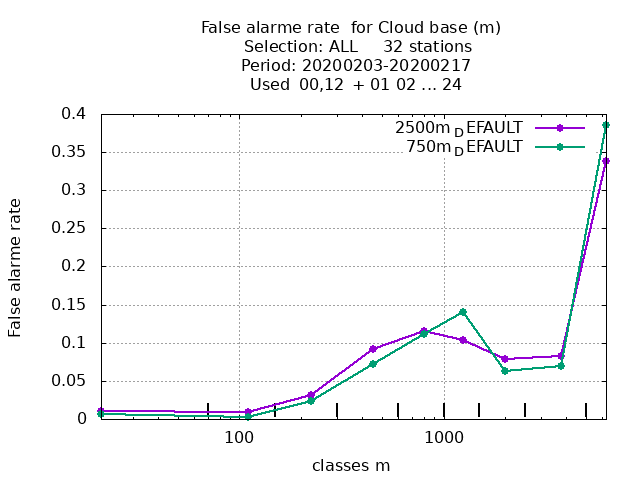 False alarme rate  for Cloud base (m)
Selection: ALL     32 stations
Period: 20200203-20200217
Used  00,12  + 01 02 ... 24
2500m_DEFAULT
750m_DEFAULT
False alarme rate
0.4
0.35
0.3
0.25
0.2
0.15
0.1
0.05
0
100 1000
classes m